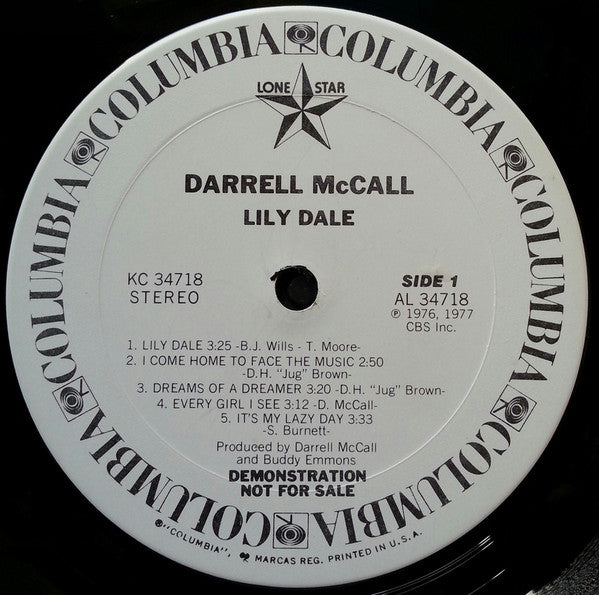 COLUMBIA COLUMBIA COLUMBIA COLUMBIA COLUMBIA COLUMBIA COLUMBIA COLUMBIA
LONE STAR
DARRELL McCALL
LILY DALE
KC 34718
STEREO
SIDE 1
AL 34718
℗ 1976, 1977
CBS Inc.
1. LILY DALE 3:25 -B.J. Wills - T. Moore-
2. I COME HOME TO FACE THE MUSIC 2:50
-D.H. "Jug" Brown-
3. DREAMS OF A DREAMER 3:20 -D.H. "Jug" Brown-
4. EVERY GIRL I SEE 3:12 -D. McCall-
5. IT'S MY LAZY DAY 3:33
-S. Burnett-
Produced by Darrell McCall
and Buddy Emmons
DEMONSTRATION
NOT FOR SALE
®"COLUMBIA", MARCAS REG. PRINTED IN U.S.A.